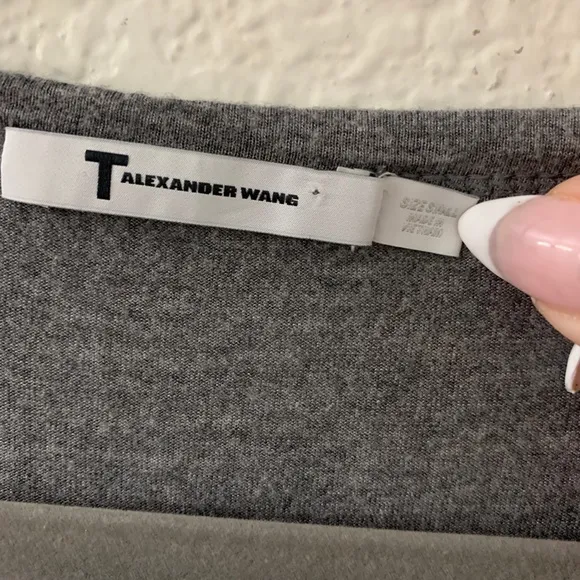 T ALEXANDER WANG
SIZE SMALL
MADE IN
VIETNAM